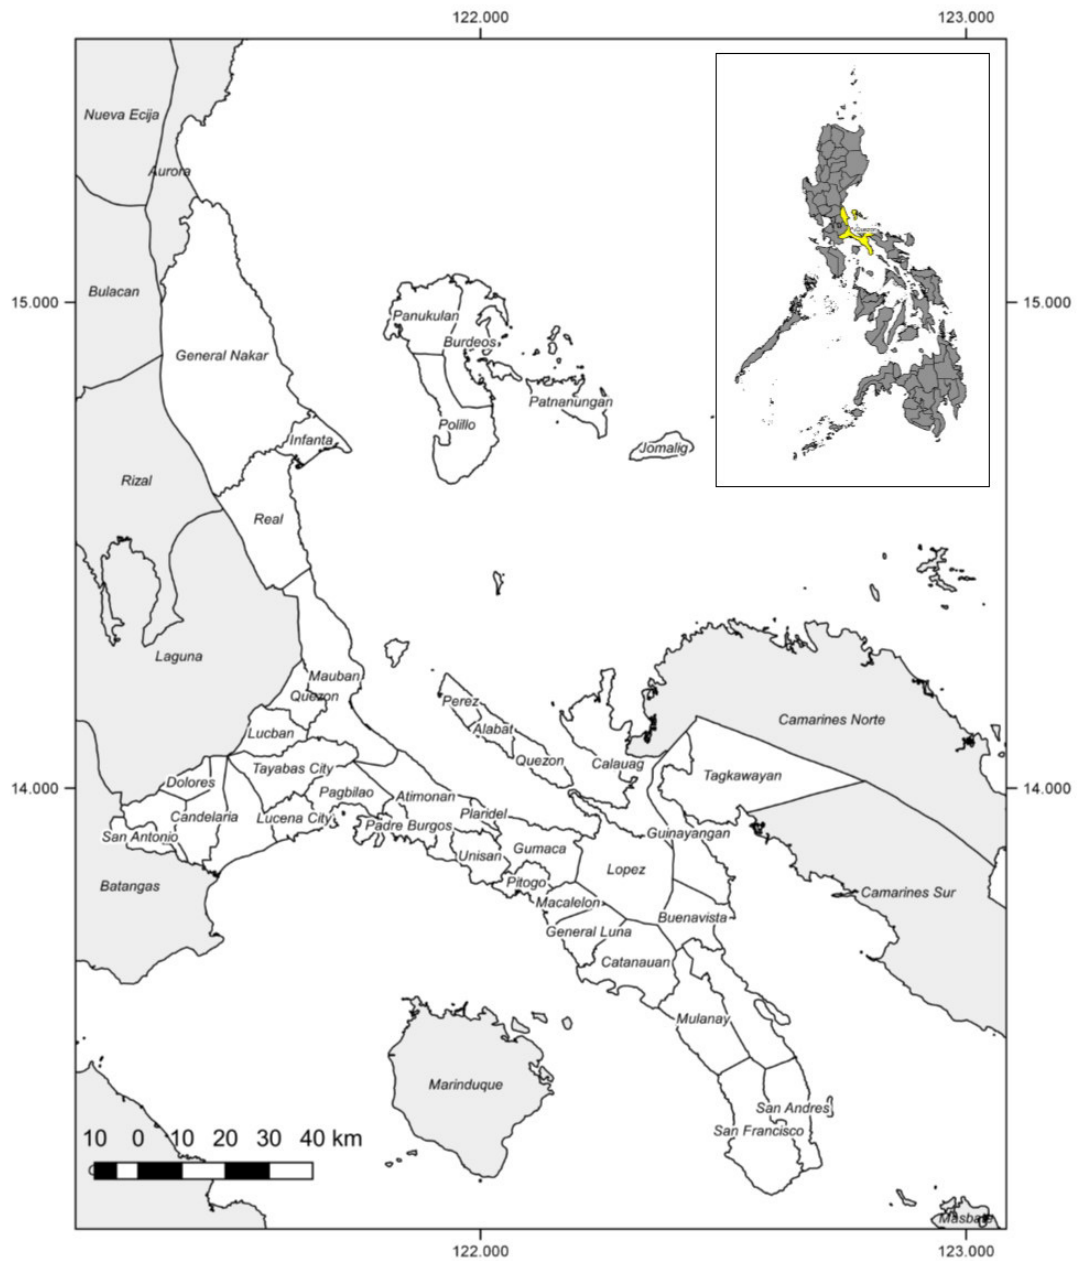 122.000
123.000
Nueva Ecija
Aurora
Bulacan
15.000
15.000
Panukulan
Burdeos
General Nakar
Patnanungan
Polillo
Infanta
Jomalig
Rizal
Real
Laguna
Mauban
Quezon
Perez
Camarines Norte
Lucban
Alabat
Quezon
Calauag
Tayabas City
Tagkawayan
14.000
14.000
Dolores
Pagbilao
Atimonan
Candelaria
Lucena City
Plaridel
Padre Burgos
San Antonio
Guinayangan
Gumaca
Unisan
Lopez
Pitogo
Batangas
Camarines Sur
Macalelon
Buenavista
General Luna
Catanauan
Mulanay
Marinduque
San Andres
San Francisco
10 0 10 20 30 40 km
Masbate
122.000
123.000